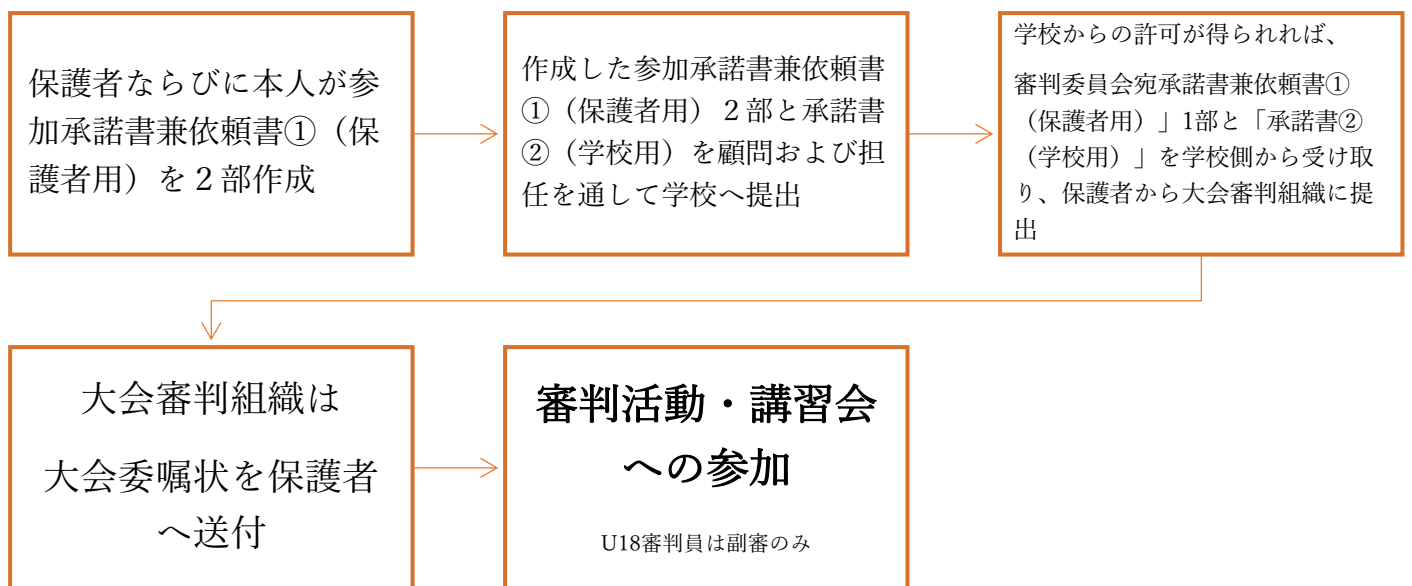 保護者ならびに本人が参
加承諾書兼依頼書①（保
護者用）を２部作成
作成した参加承諾書兼依頼書
①（保護者用）２部と承諾書
②（学校用）を顧問および担
任を通して学校へ提出
学校からの許可が得られれば、
審判委員会宛承諾書兼依頼書①
（保護者用）」1部と「承諾書②
（学校用）」を学校側から受け取
り、保護者から大会審判組織に提
出
大会審判組織は
大会委嘱状を保護者
へ送付
審判活動・講習会
への参加
U18審判員は副審のみ